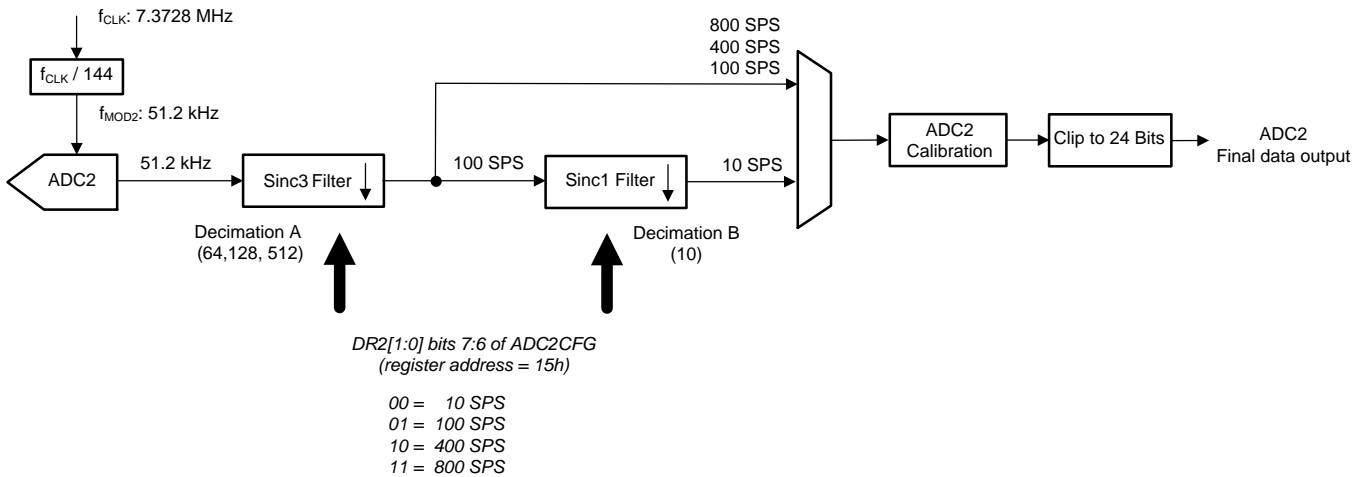 f_CLK: 7.3728 MHz
f_CLK / 144
f_MOD2: 51.2 kHz
ADC2
51.2 kHz
Sinc3 Filter
Decimation A
(64,128, 512)
100 SPS
Sinc1 Filter
Decimation B
(10)
10 SPS
800 SPS
400 SPS
100 SPS
ADC2
Calibration
Clip to 24 Bits
ADC2
Final data output
DR2[1:0] bits 7:6 of ADC2CFG
(register address = 15h)
00 = 10 SPS
01 = 100 SPS
10 = 400 SPS
11 = 800 SPS